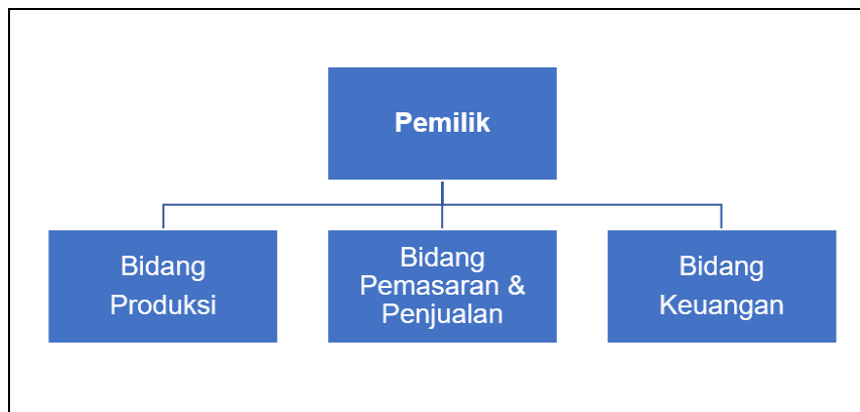 Pemilik
Bidang
Produksi
Bidang
Pemasaran &
Penjualan
Bidang
Keuangan